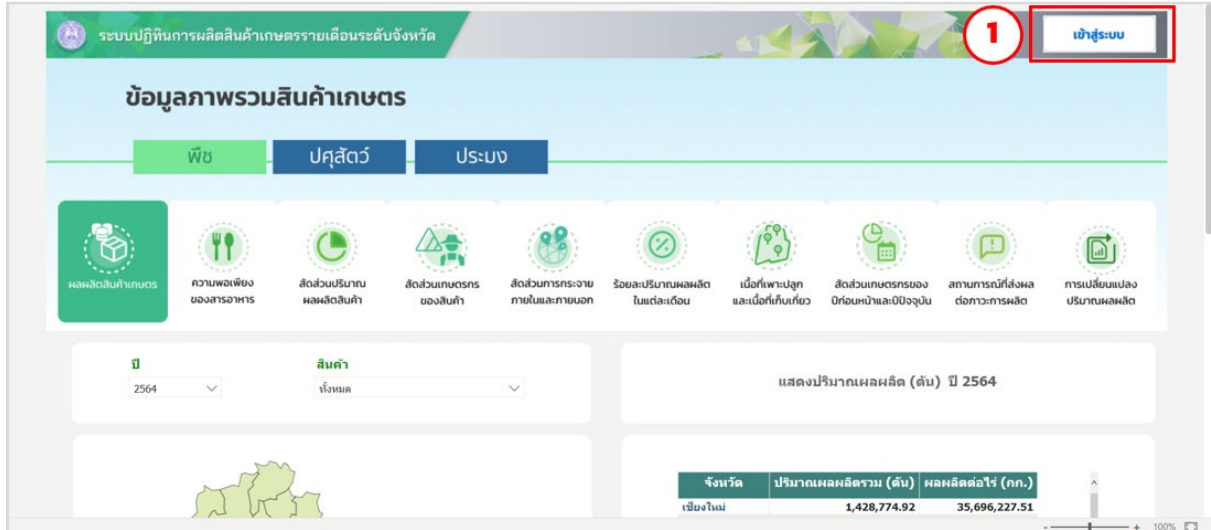 ระบบปฏิทินการผลิตสินค้าเกษตรรายเดือนระดับจังหวัด
1
เข้าสู่ระบบ
ข้อมูลภาพรวมสินค้าเกษตร
พืช ปศุสัตว์ ประมง
ผลผลิตสินค้าเกษตร
ความพอเพียง
ของสารอาหาร
สัดส่วนปริมาณ
ผลผลิตสินค้า
สัดส่วนเกษตรกร
ของสินค้า
สัดส่วนการกระจาย
ภายในและภายนอก
ร้อยละปริมาณผลผลิต
ในแต่ละเดือน
เนื้อที่เพาะปลูก
และเนื้อที่เก็บเกี่ยว
สัดส่วนเกษตรกรของ
ปีก่อนหน้าและปีปัจจุบัน
สถานการณ์ที่ส่งผล
ต่อภาวะการผลิต
การเปลี่ยนแปลง
ปริมาณผลผลิต
ปี สินค้า
2564 ทั้งหมด
แสดงปริมาณผลผลิต (ตัน) ปี 2564
จังหวัด ปริมาณผลผลิตรวม (ตัน) ผลผลิตต่อไร่ (กก.)
เชียงใหม่ 1,428,774.92 35,696,227.51
- + 100%